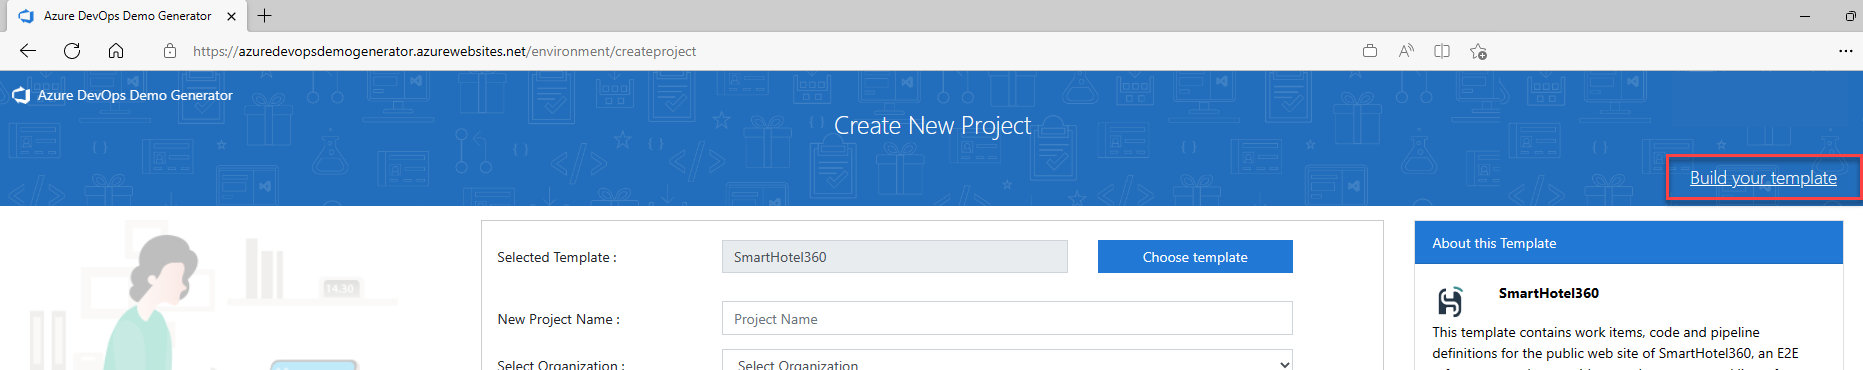 Azure DevOps Demo Generator
https://azuredevopsdemogenerator.azurewebsites.net/environment/createproject
Azure DevOps Demo Generator
Create New Project
Build your template
Selected Template :
SmartHotel360
Choose template
New Project Name :
Project Name
Select Organization :
Select Organization
About this Template
SmartHotel360
This template contains work items, code and pipeline
definitions for the public web site of SmartHotel360, an E2E
14.30